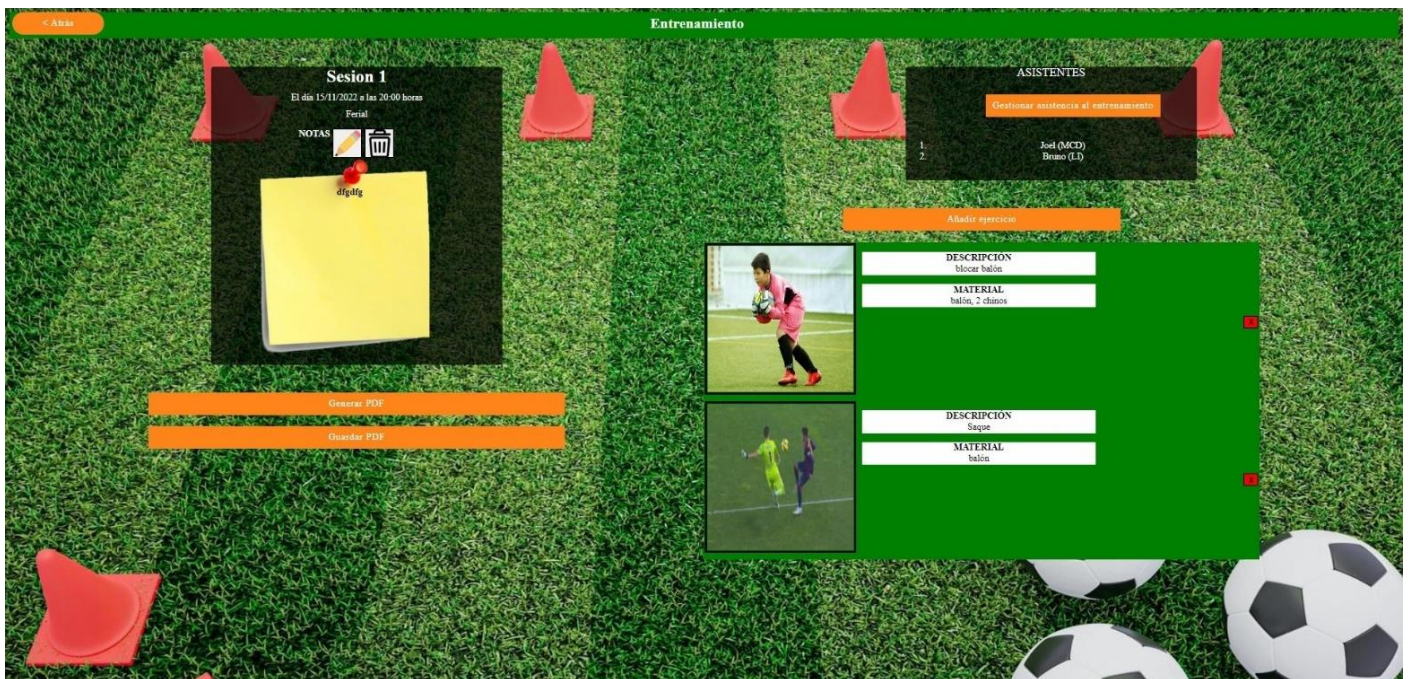 < Atrás
Entrenamiento
Sesion 1
El día 15/11/2022 a las 20:00 horas
Ferial
NOTAS
dfgdfg
Generar PDF
Guardar PDF
ASISTENTES
Gestionar asistencia al entrenamiento
1. Joel (MCD)
2. Bruno (LI)
Añadir ejercicio
DESCRIPCIÓN
blocar balón
MATERIAL
balón, 2 chinos
X
DESCRIPCIÓN
Saque
MATERIAL
balón
X